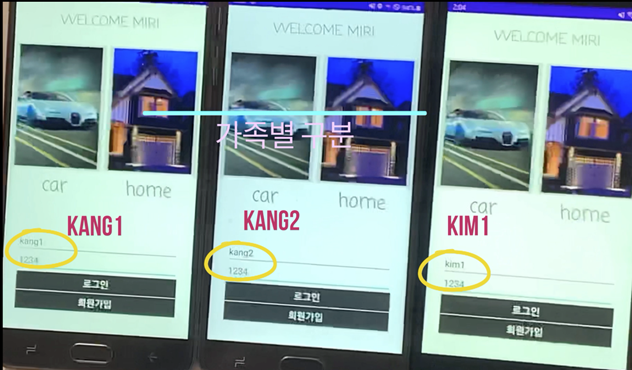 WELCOME MIRI
car
home
KANG1
kang1
1234
로그인
회원가입
WELCOME MIRI
가족별 구분
car
home
KANG2
kang2
1234
로그인
회원가입
2:04
WELCOME MIRI
car
home
KIM1
kim1
1234
로그인
회원가입